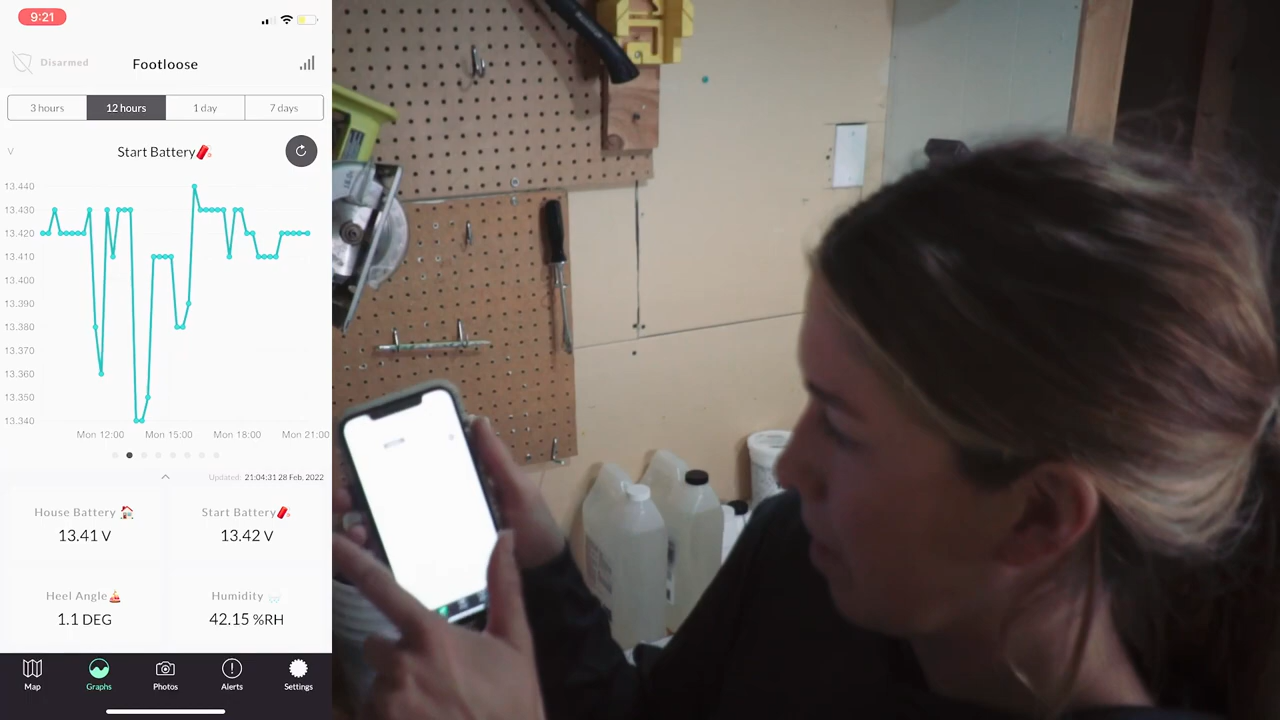 9:21
Disarmed
Footloose
3 hours 12 hours 1 day 7 days
V
Start Battery
13.440
13.430
13.420
13.410
13.400
13.390
13.380
13.370
13.360
13.350
13.340
Mon 12:00 Mon 15:00 Mon 18:00 Mon 21:00
Updated: 21:04:31 28 Feb, 2022
House Battery Start Battery
13.41 V 13.42 V
Heel Angle Humidity
1.1 DEG 42.15 %RH
Map Graphs Photos Alerts Settings